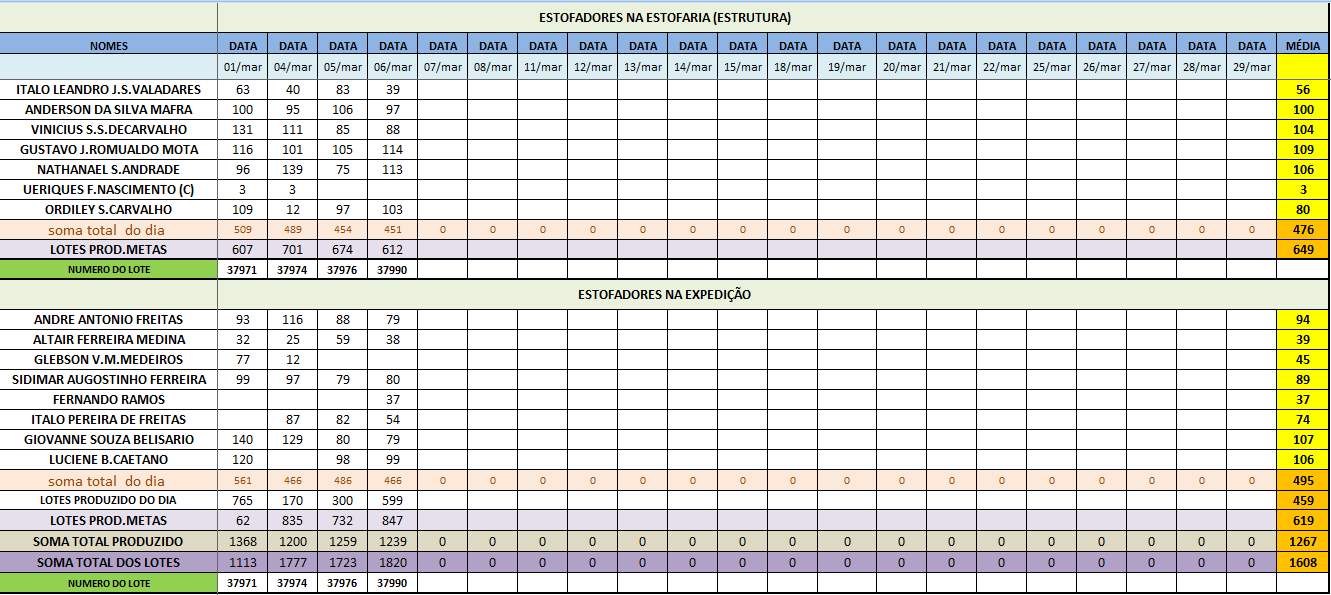 ESTOFADORES NA ESTOFARIA (ESTRUTURA)
NOMES DATA DATA DATA DATA DATA DATA DATA DATA DATA DATA DATA DATA DATA DATA DATA DATA DATA DATA DATA DATA DATA MÉDIA
01/mar 04/mar 05/mar 06/mar 07/mar 08/mar 11/mar 12/mar 13/mar 14/mar 15/mar 18/mar 19/mar 20/mar 21/mar 22/mar 25/mar 26/mar 27/mar 28/mar 29/mar
ITALO LEANDRO J.S.VALADARES 63 40 83 39 56
ANDERSON DA SILVA MAFRA 100 95 106 97 100
VINICIUS S.S.DECARVALHO 131 111 85 88 104
GUSTAVO J.ROMUALDO MOTA 116 101 105 114 109
NATHANAEL S.ANDRADE 96 139 75 113 106
UERIQUES F.NASCIMENTO (C) 3 3 3
ORDILEY S.CARVALHO 109 12 97 103 80
soma total do dia 509 489 454 451 0 0 0 0 0 0 0 0 0 0 0 0 0 0 0 0 0 476
LOTES PROD.METAS 607 701 674 612 649
NUMERO DO LOTE 37971 37974 37976 37990
ESTOFADORES NA EXPEDIÇÃO
ANDRE ANTONIO FREITAS 93 116 88 79 94
ALTAIR FERREIRA MEDINA 32 25 59 38 39
GLEBSON V.M.MEDEIROS 77 12 45
SIDIMAR AUGOSTINHO FERREIRA 99 97 79 80 89
FERNANDO RAMOS 37 37
ITALO PEREIRA DE FREITAS 87 82 54 74
GIOVANNE SOUZA BELISARIO 140 129 80 79 107
LUCIENE B.CAETANO 120 98 99 106
soma total do dia 561 466 486 466 0 0 0 0 0 0 0 0 0 0 0 0 0 0 0 0 0 495
LOTES PRODUZIDO DO DIA 765 170 300 599 459
LOTES PROD.METAS 62 835 732 847 619
SOMA TOTAL PRODUZIDO 1368 1200 1259 1239 0 0 0 0 0 0 0 0 0 0 0 0 0 0 0 0 0 1267
SOMA TOTAL DOS LOTES 1113 1777 1723 1820 0 0 0 0 0 0 0 0 0 0 0 0 0 0 0 0 0 1608
NUMERO DO LOTE 37971 37974 37976 37990